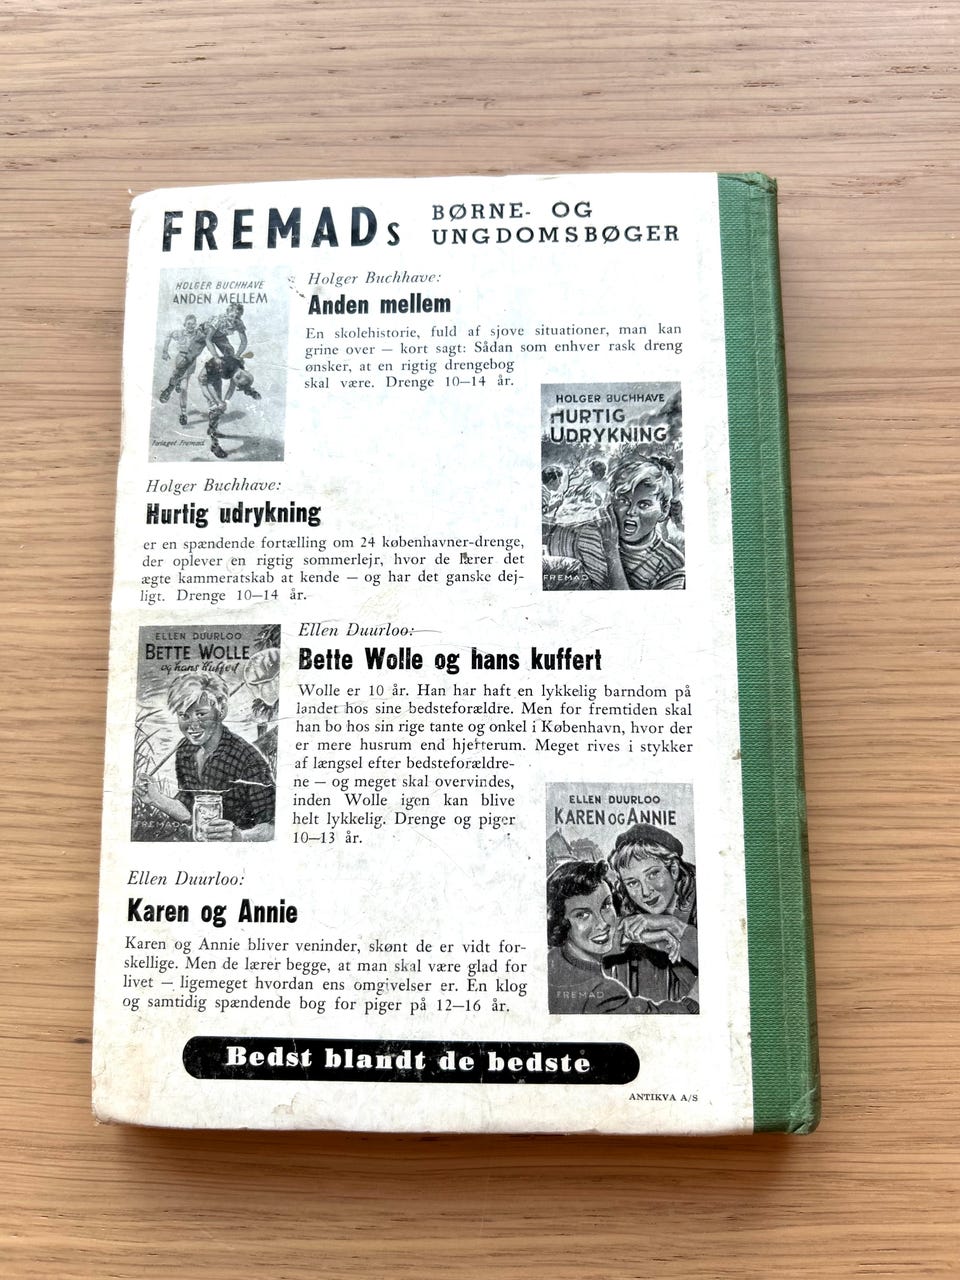 FREMADs
BØRNE- OG
UNGDOMSBØGER
HOLGER BUCHHAVE
ANDEN MELLEM
Forlaget Fremad
Holger Buchhave:
Anden mellem
En skolehistorie, fuld af sjove situationer, man kan
grine over — kort sagt: Sådan som enhver rask dreng
ønsker, at en rigtig drengebog
skal være. Drenge 10—14 år.
HOLGER BUCHHAVE
HURTIG
UDRYKNING
FREMAD
Holger Buchhave:
Hurtig udrykning
er en spændende fortælling om 24 københavner-drenge,
der oplever en rigtig sommerlejr, hvor de lærer det
ægte kammeratskab at kende — og har det ganske dej-
ligt. Drenge 10—14 år.
ELLEN DUURLOO
BETTE WOLLE
og hans kuffert
FREMAD
Ellen Duurloo:
Bette Wolle og hans kuffert
Wolle er 10 år. Han har haft en lykkelig barndom på
landet hos sine bedsteforældre. Men for fremtiden skal
han bo hos sin rige tante og onkel i København, hvor der
er mere husrum end hjerterum. Meget rives i stykker
af længsel efter bedsteforældre-
ne — og meget skal overvindes,
inden Wolle igen kan blive
helt lykkelig. Drenge og piger
10—13 år.
ELLEN DUURLOO
KAREN OG ANNIE
FREMAD
Ellen Duurloo:
Karen og Annie
Karen og Annie bliver veninder, skønt de er vidt for-
skellige. Men de lærer begge, at man skal være glad for
livet — ligemeget hvordan ens omgivelser er. En klog
og samtidig spændende bog for piger på 12—16 år.
Bedst blandt de bedste
ANTIKVA A/S